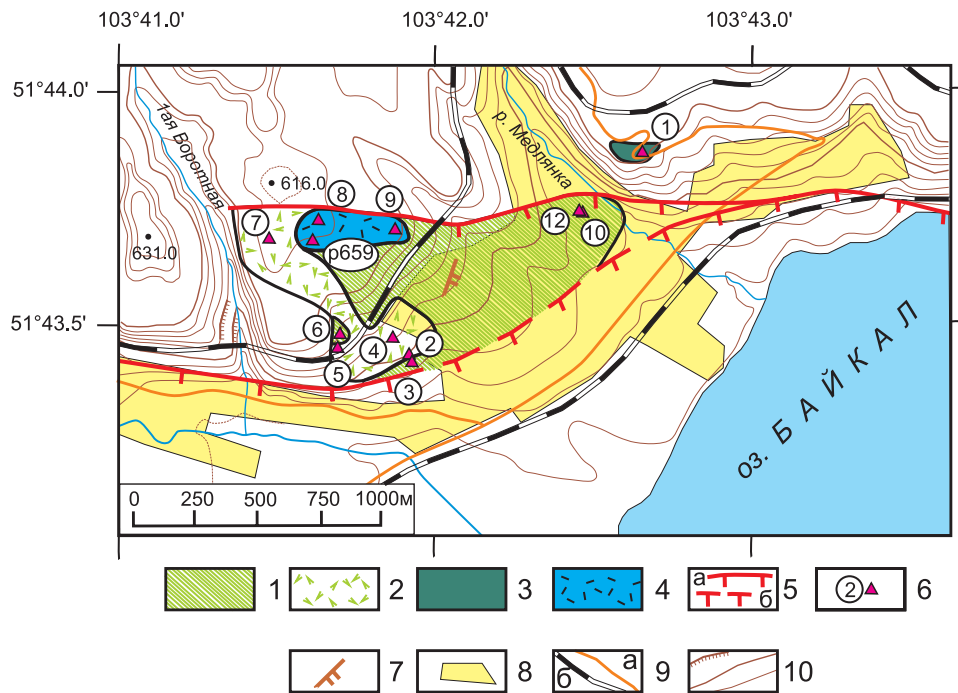 103°41.0' 103°42.0' 103°43.0'
51°44.0'
1ая Воротная
р. Медлянка
1
616.0
8
9
7
12
10
631.0
р659
51°43.5'
6
4
2
5
3
оз. БАЙКАЛ
0 250 500 750 1000м
1 2 3 4 а б 5 2 6
7 8 б а 9 10